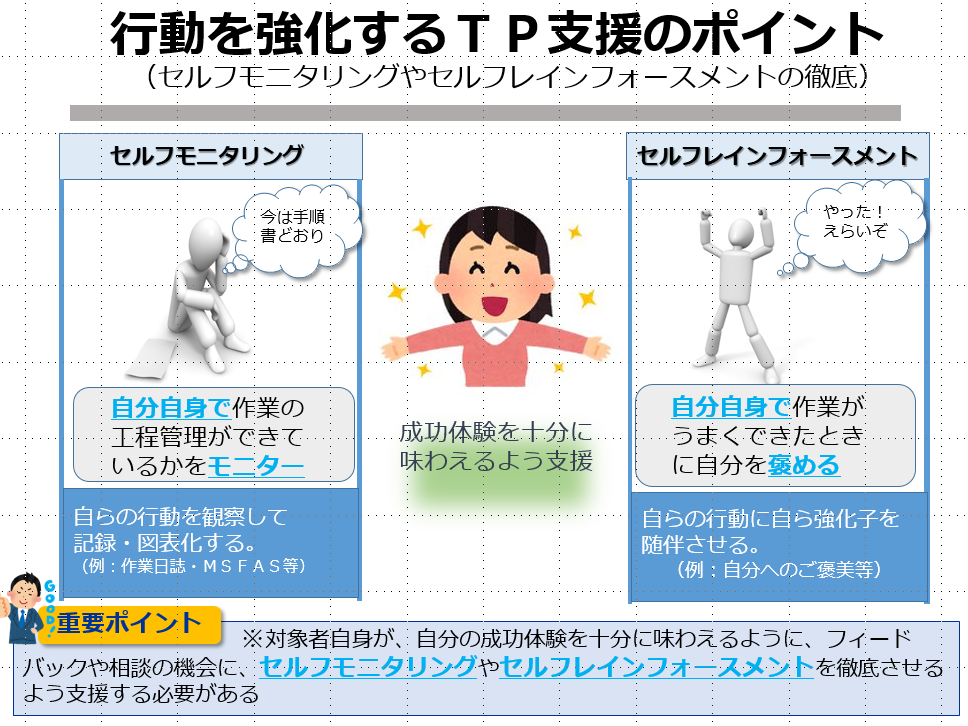 行動を強化するＴＰ支援のポイント
（セルフモニタリングやセルフレインフォースメントの徹底）
セルフモニタリング
今は手順
書どおり
自分自身で作業の
工程管理ができて
いるかをモニター
自らの行動を観察して
記録・図表化する。
（例：作業日誌・ＭＳＦＡＳ等）
成功体験を十分に
味わえるよう支援
セルフレインフォースメント
やった！
えらいぞ
自分自身で作業が
うまくできたとき
に自分を褒める
自らの行動に自ら強化子を
随伴させる。
（例：自分へのご褒美等）
GOOD!
重要ポイント
※対象者自身が、自分の成功体験を十分に味わえるように、フィード
バックや相談の機会に、セルフモニタリングやセルフレインフォースメントを徹底させる
よう支援する必要がある